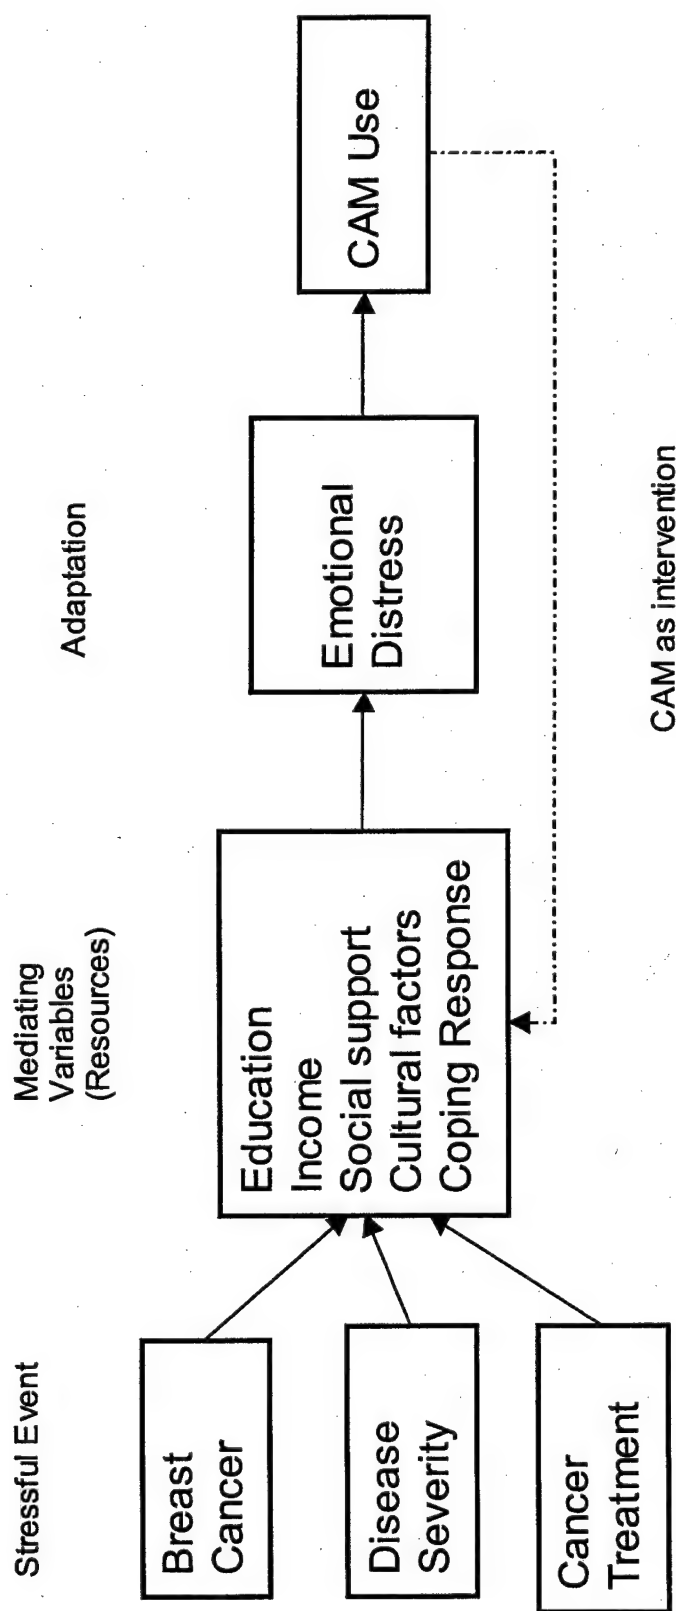 Stressful Event
Mediating
Variables
(Resources)
Adaptation
Breast
Cancer
Disease
Severity
Cancer
Treatment
Education
Income
Social support
Cultural factors
Coping Response
Emotional
Distress
CAM Use
CAM as intervention